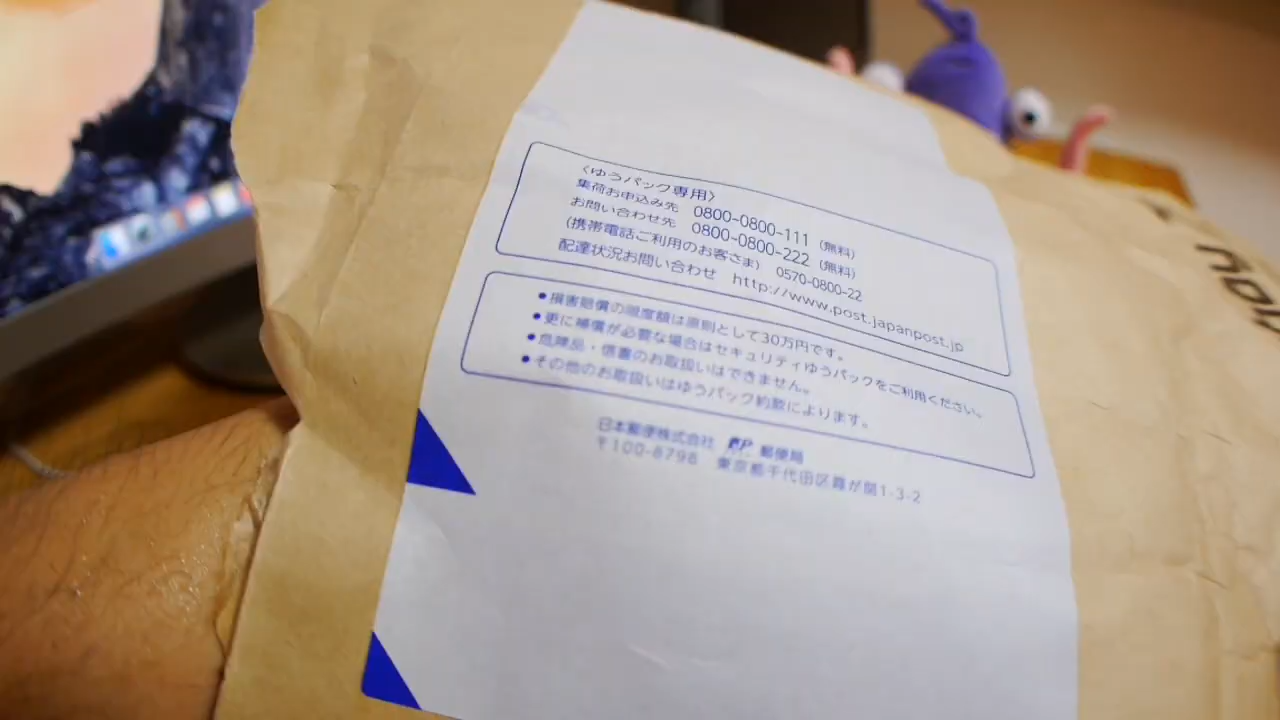 〈ゆうパック専用〉
集荷お申込み先 0800-0800-111（無料）
お問い合わせ先 0800-0800-222（無料）
(携帯電話ご利用のお客さま) 0570-0800-22
配達状況お問い合わせ http://www.post.japanpost.jp
●損害賠償の限度額は原則として30万円です。
●更に補償が必要な場合はセキュリティゆうパックをご利用ください。
●危険品・信書のお取扱いはできません。
●その他のお取扱いはゆうパック約款によります。
日本郵便株式会社 JP 郵便局
〒100-8798 東京都千代田区霞が関1-3-2